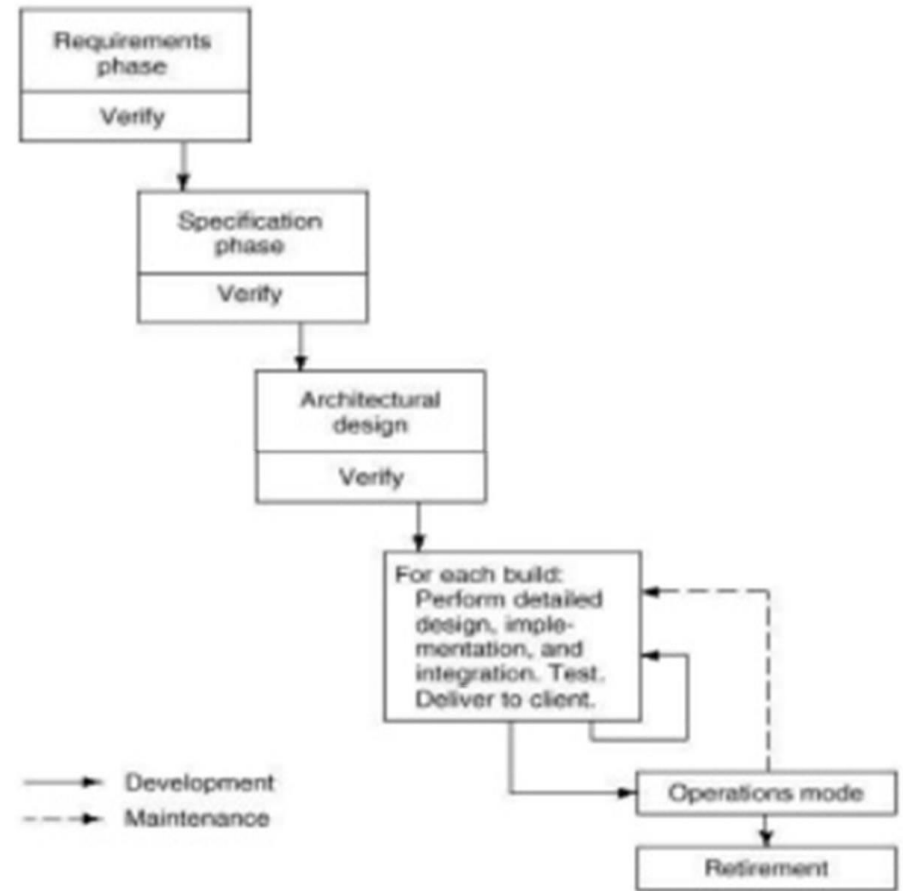 Requirements
phase
Verify
Specification
phase
Verify
Architectural
design
Verify
For each build:
Perform detailed
design, imple-
mentation, and
integration. Test.
Deliver to client.
Development
Maintenance
Operations mode
Retirement